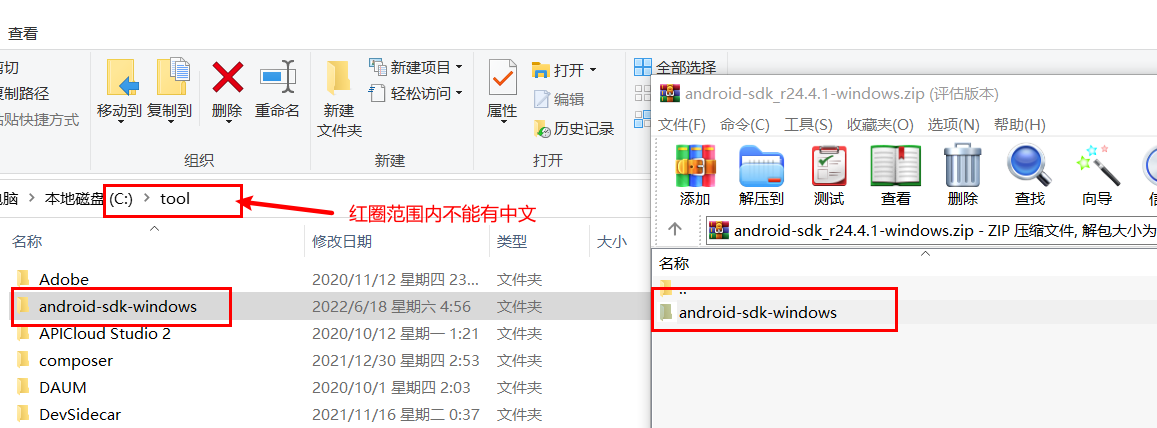 查看
剪切
复制路径
粘贴快捷方式
移动到
复制到
删除
重命名
组织
新建
文件夹
新建项目
轻松访问
新建
属性
打开
编辑
历史记录
打开
全部选择
(C:)
本地磁盘
tool
红圈范围内不能有中文
名称
修改日期
类型
大小
Adobe 2020/11/12 星期四 23... 文件夹
android-sdk-windows 2022/6/18 星期六 4:56 文件夹
APICloud Studio 2 2020/10/12 星期一 1:21 文件夹
composer 2021/12/30 星期四 2:53 文件夹
DAUM 2020/10/1 星期四 2:03 文件夹
DevSidecar 2021/11/16 星期二 0:37 文件夹
android-sdk_r24.4.1-windows.zip (评估版本)
文件(F) 命令(C) 工具(S) 收藏夹(O) 选项(N) 帮助(H)
添加 解压到 测试 查看 删除 查找 向导
android-sdk_r24.4.1-windows.zip - ZIP 压缩文件, 解包大小为
名称
..
android-sdk-windows